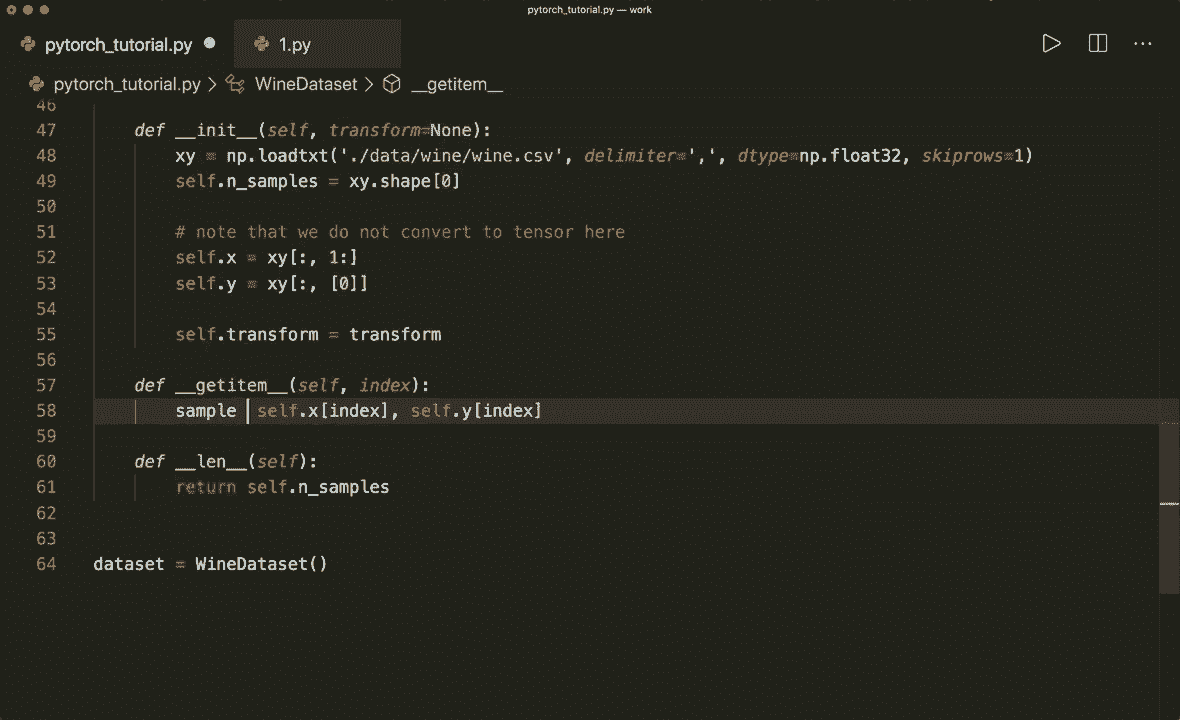 pytorch_tutorial.py — work
pytorch_tutorial.py 1.py
pytorch_tutorial.py > WineDataset > __getitem__
46
47 def __init__(self, transform=None):
48 xy = np.loadtxt('./data/wine/wine.csv', delimiter=',', dtype=np.float32, skiprows=1)
49 self.n_samples = xy.shape[0]
50
51 # note that we do not convert to tensor here
52 self.x = xy[:, 1:]
53 self.y = xy[:, [0]]
54
55 self.transform = transform
56
57 def __getitem__(self, index):
58 sample self.x[index], self.y[index]
59
60 def __len__(self):
61 return self.n_samples
62
63
64 dataset = WineDataset()